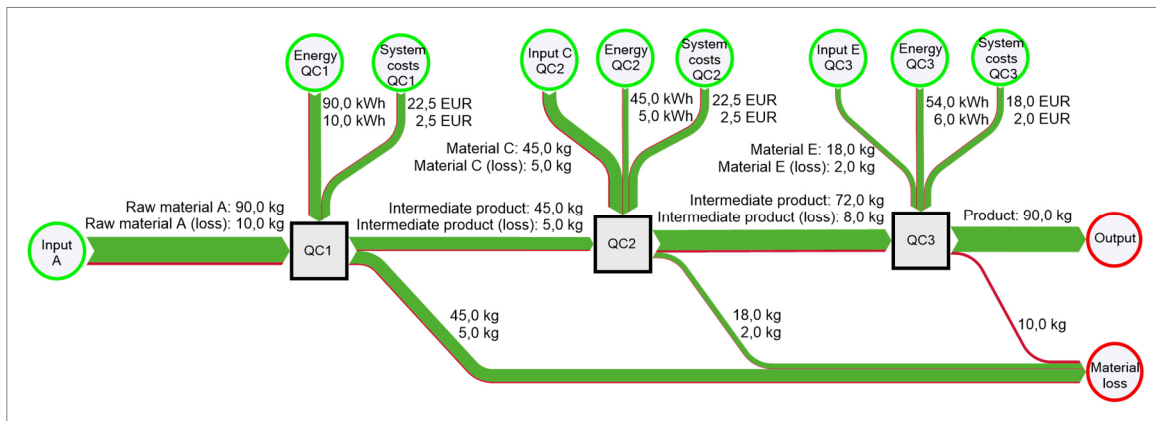 Energy
QC1
System
costs
QC1
Input C
QC2
Energy
QC2
System
costs
QC2
Input E
QC3
Energy
QC3
System
costs
QC3
90,0 kWh
10,0 kWh
22,5 EUR
2,5 EUR
45,0 kWh
5,0 kWh
22,5 EUR
2,5 EUR
54,0 kWh
6,0 kWh
18,0 EUR
2,0 EUR
Material C: 45,0 kg
Material C (loss): 5,0 kg
Material E: 18,0 kg
Material E (loss): 2,0 kg
Raw material A: 90,0 kg
Raw material A (loss): 10,0 kg
Intermediate product: 45,0 kg
Intermediate product (loss): 5,0 kg
Intermediate product: 72,0 kg
Intermediate product (loss): 8,0 kg
Product: 90,0 kg
Input
A
QC1
QC2
QC3
Output
45,0 kg
5,0 kg
18,0 kg
2,0 kg
10,0 kg
Material
loss